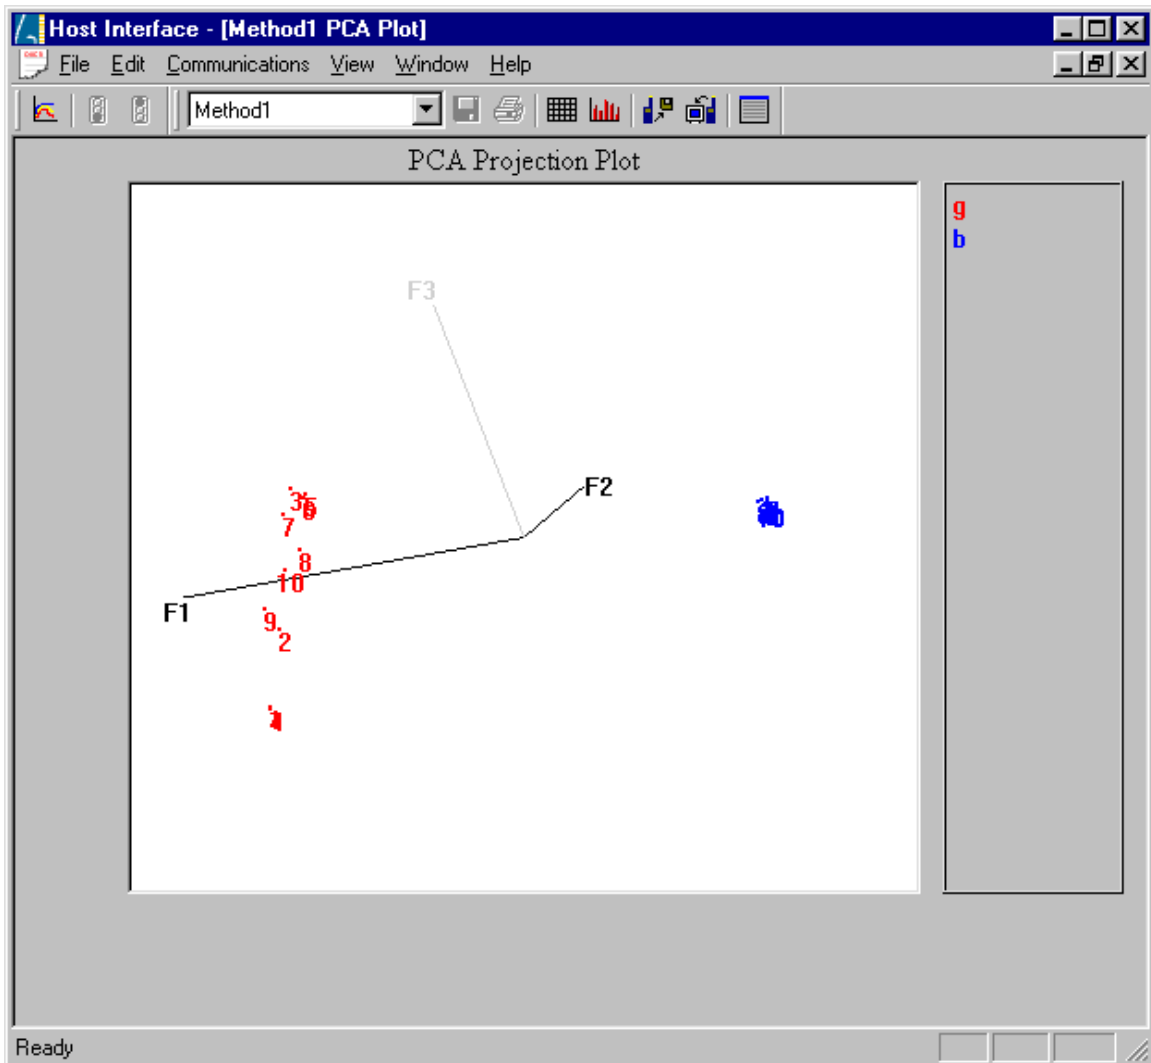 Host Interface - [Method1 PCA Plot]
File Edit Communications View Window Help
Method1
PCA Projection Plot
g
b
F3
F2
3
7
8
10
F1
9
2
Ready